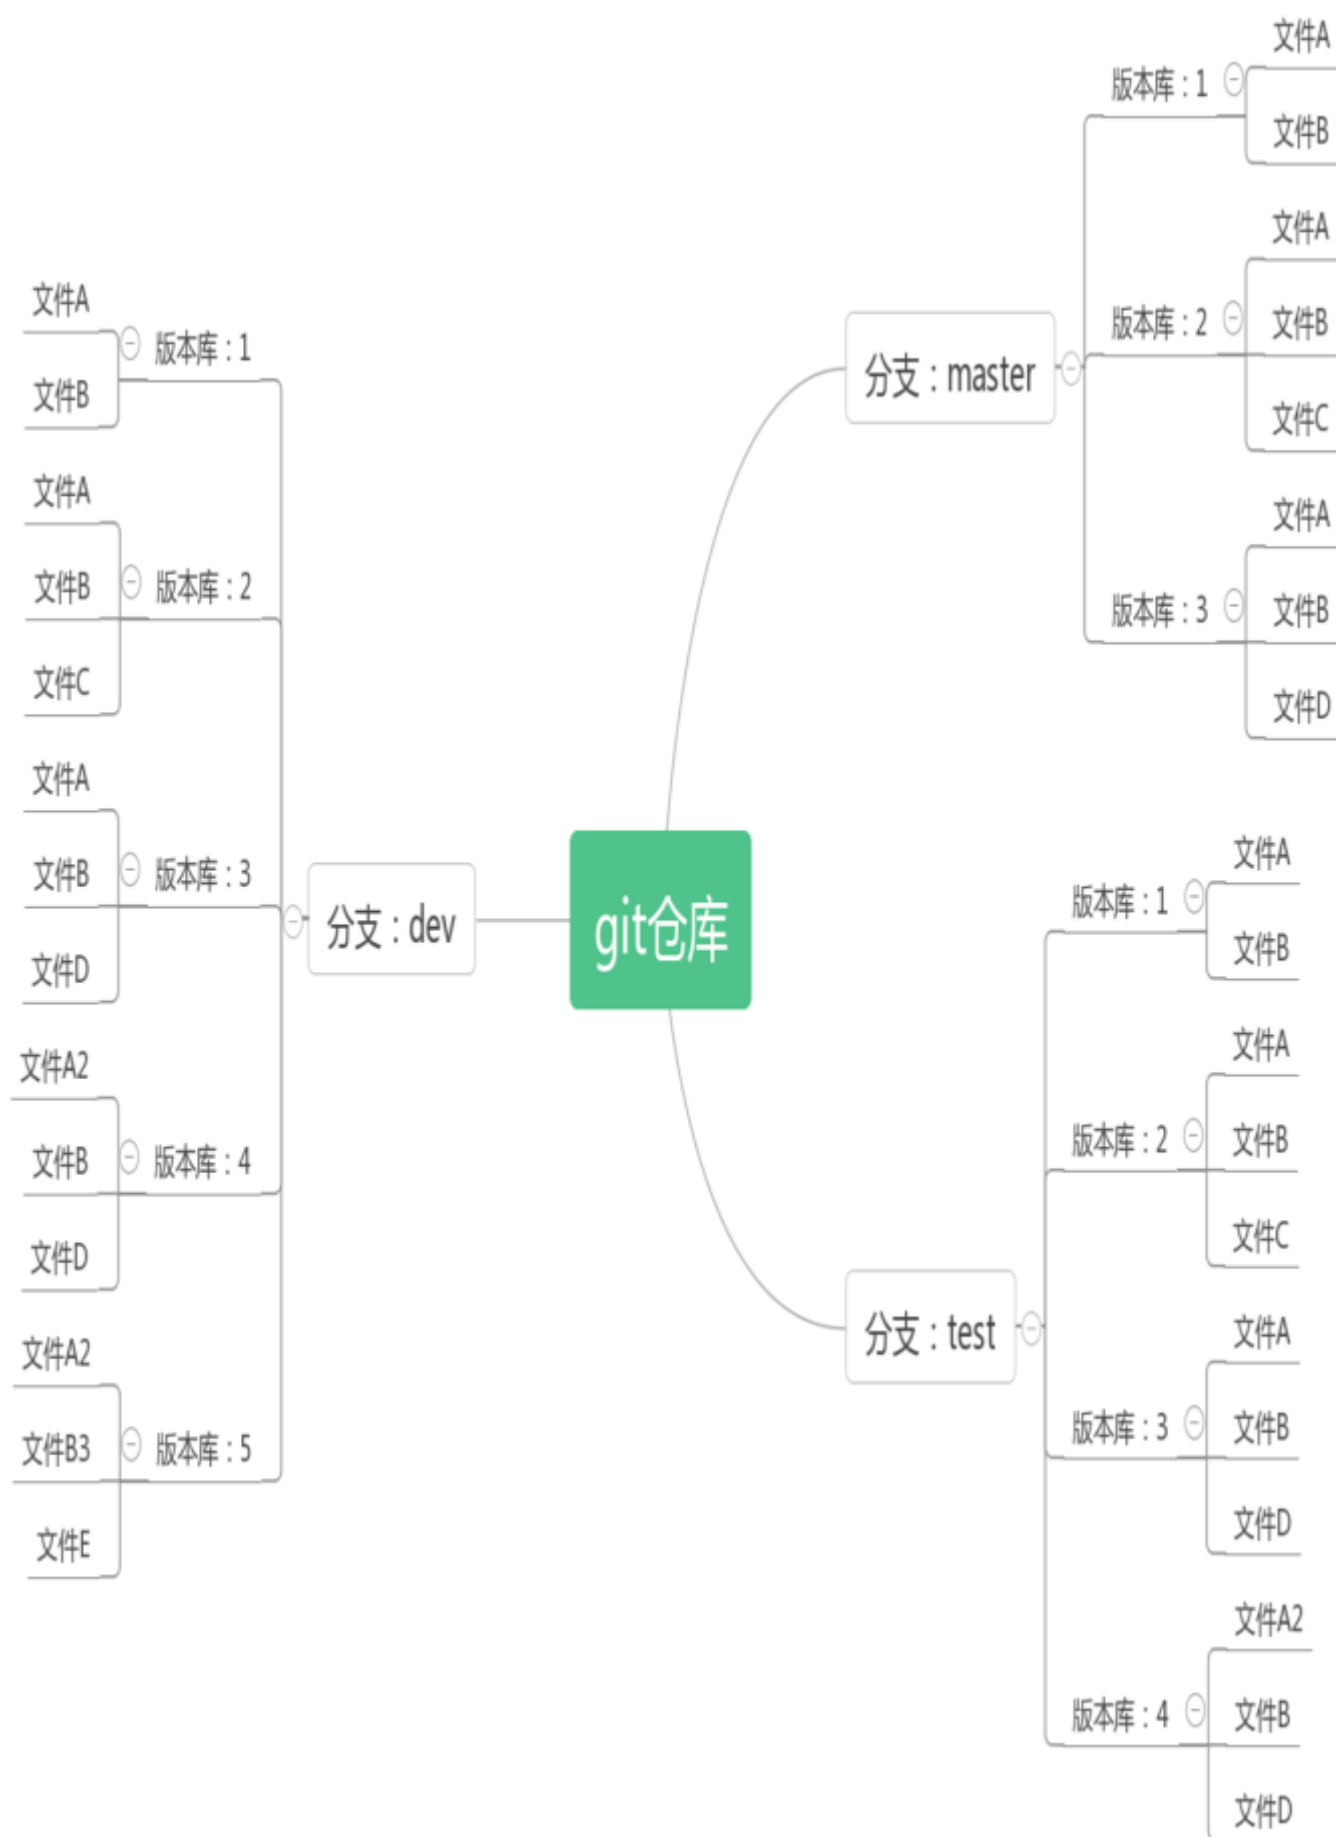 git仓库
分支：master
版本库：1
文件A
文件B
版本库：2
文件A
文件B
文件C
版本库：3
文件A
文件B
文件D
分支：test
版本库：1
文件A
文件B
版本库：2
文件A
文件B
文件C
版本库：3
文件A
文件B
文件D
版本库：4
文件A2
文件B
文件D
分支：dev
版本库：1
文件A
文件B
版本库：2
文件A
文件B
文件C
版本库：3
文件A
文件B
文件D
版本库：4
文件A2
文件B
文件D
版本库：5
文件A2
文件B3
文件E